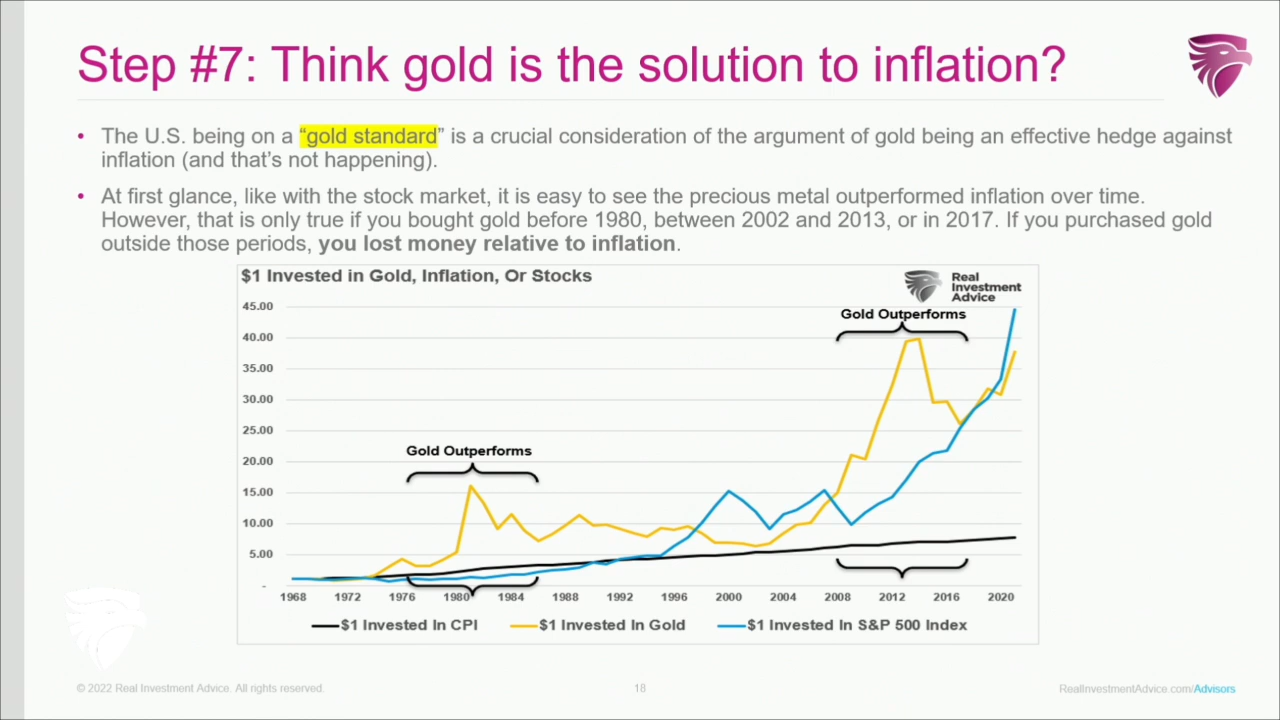 Step #7: Think gold is the solution to inflation?
• The U.S. being on a “gold standard” is a crucial consideration of the argument of gold being an effective hedge against
inflation (and that’s not happening).
• At first glance, like with the stock market, it is easy to see the precious metal outperformed inflation over time.
However, that is only true if you bought gold before 1980, between 2002 and 2013, or in 2017. If you purchased gold
outside those periods, you lost money relative to inflation.
$1 Invested in Gold, Inflation, Or Stocks
Real
Investment
Advice
45.00
Gold Outperforms
40.00
35.00
30.00
25.00
Gold Outperforms
20.00
15.00
10.00
5.00
-
1968 1972 1976 1980 1984 1988 1992 1996 2000 2004 2008 2012 2016 2020
$1 Invested In CPI $1 Invested In Gold $1 Invested In S&P 500 Index
© 2022 Real Investment Advice. All rights reserved. 18 RealInvestmentAdvice.com/Advisors